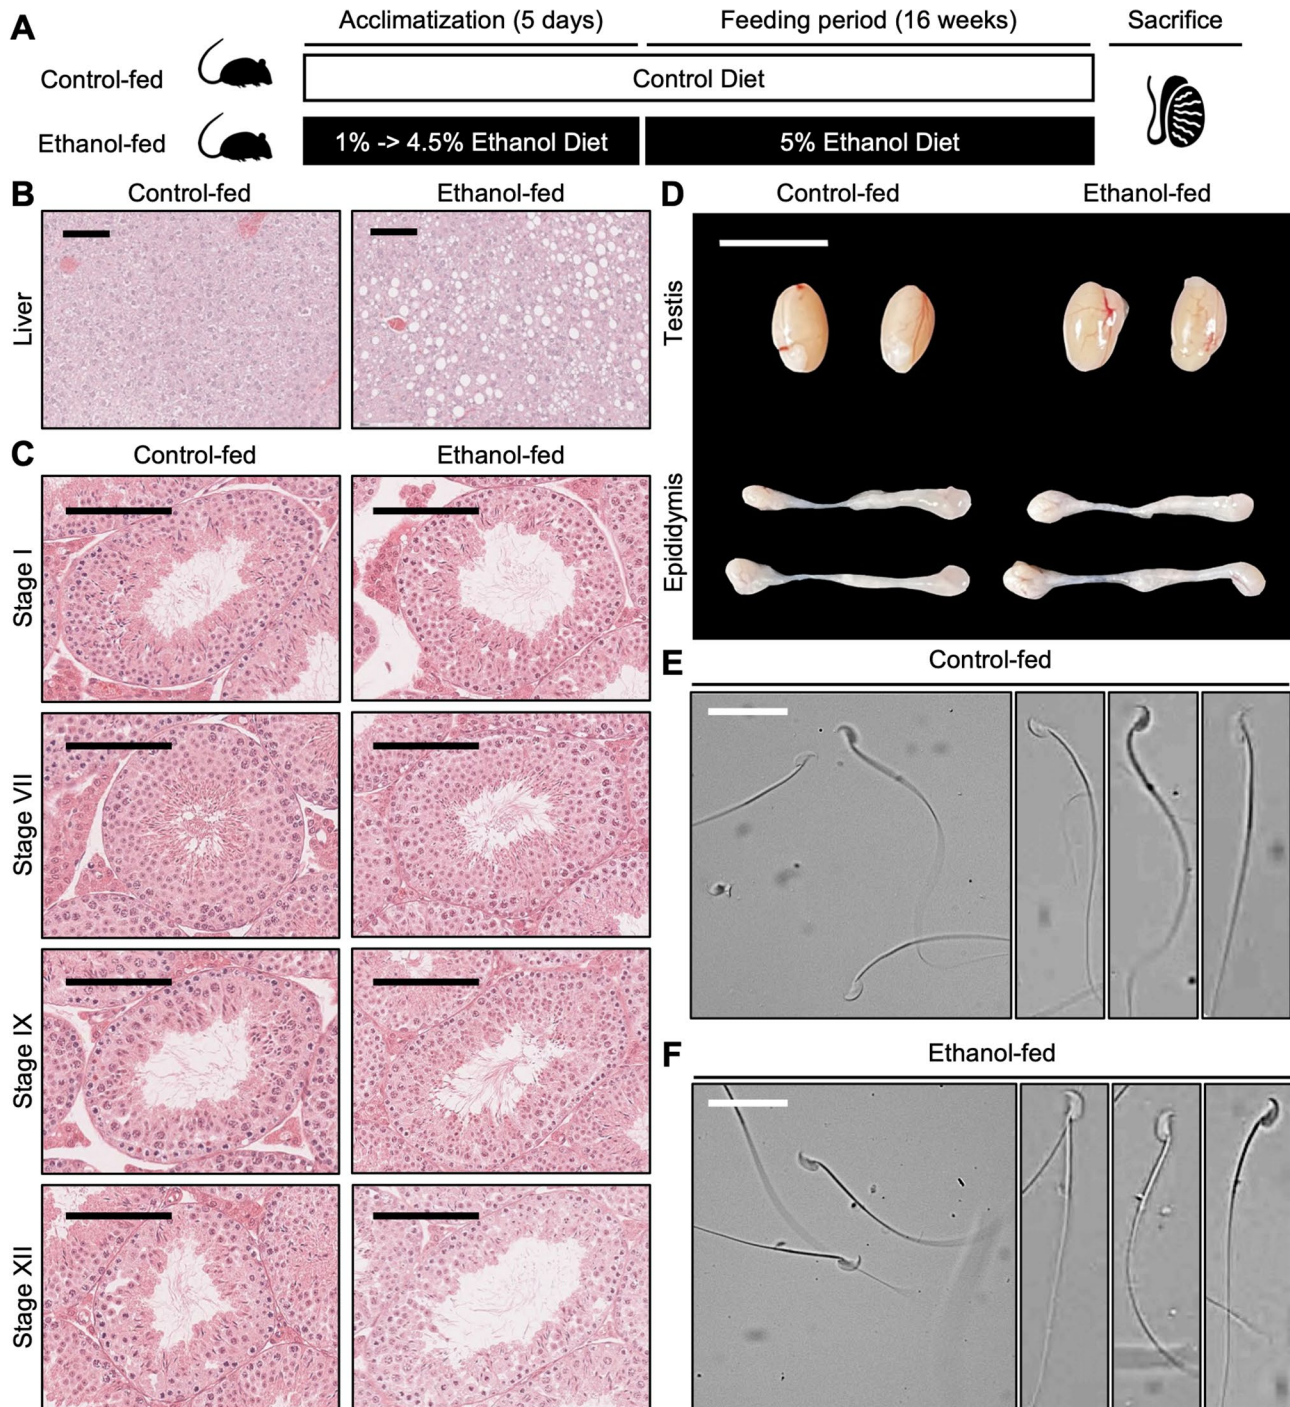 A
Acclimatization (5 days)
Feeding period (16 weeks)
Sacrifice
Control-fed
Control Diet
Ethanol-fed
1% -> 4.5% Ethanol Diet
5% Ethanol Diet
B
Control-fed
Ethanol-fed
Liver
C
Control-fed
Ethanol-fed
Stage I
Stage VII
Stage IX
Stage XII
D
Control-fed
Ethanol-fed
Testis
Epididymis
E
Control-fed
F
Ethanol-fed